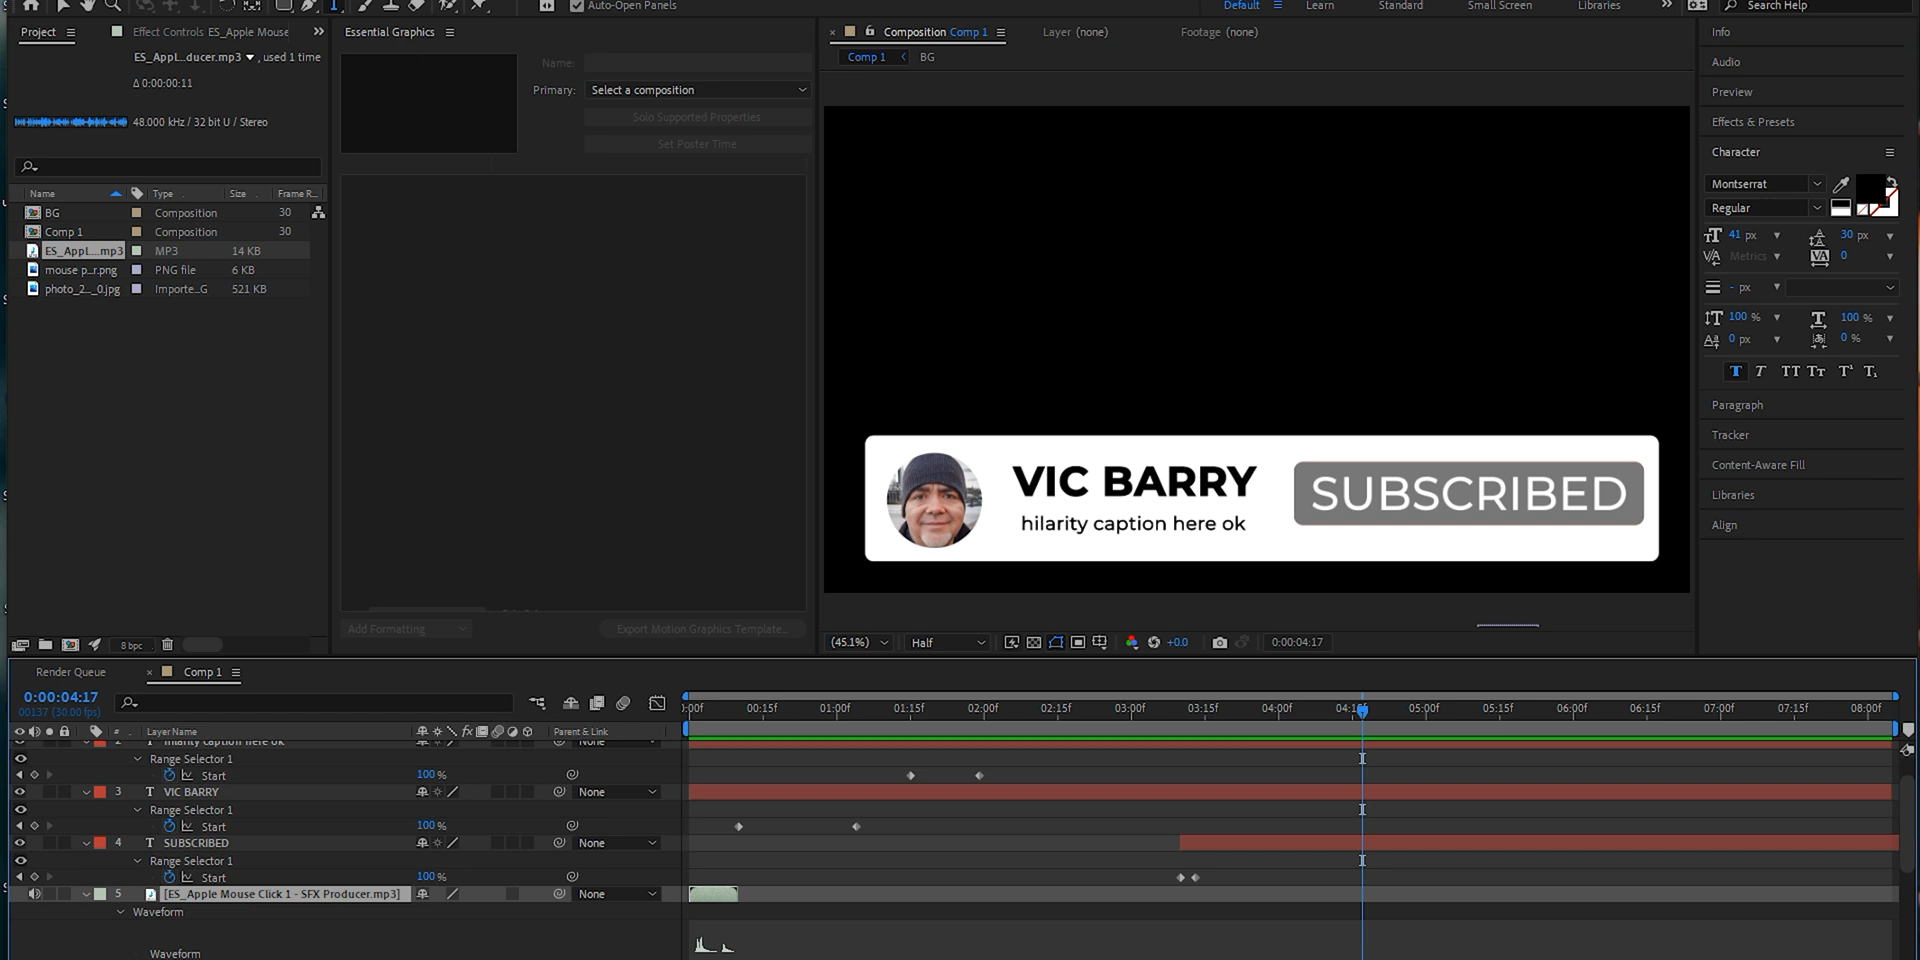 Auto-Open Panels
Default
Learn
Standard
Small Screen
Libraries
Search Help
Project
Effect Controls ES_Apple Mouse
ES_Appl...ducer.mp3 , used 1 time
Δ 0:00:00:11
48.000 kHz / 32 bit U / Stereo
Name Type Size Frame R...
BG Composition 30
Comp 1 Composition 30
ES_Appl....mp3 MP3 14 KB
mouse p...r.png PNG file 6 KB
photo_2..._0.jpg Importe...G 521 KB
8 bpc
Essential Graphics
Name:
Primary: Select a composition
Solo Supported Properties
Set Poster Time
Add Formatting
Export Motion Graphics Template...
Composition Comp 1
Layer (none)
Footage (none)
Comp 1 BG
VIC BARRY
hilarity caption here ok
SUBSCRIBED
(45.1%) Half +0.0 0:00:04:17
Info
Audio
Preview
Effects & Presets
Character
Montserrat
Regular
41 px 30 px
Metrics 0
- px
100 % 100 %
0 px 0 %
Paragraph
Tracker
Content-Aware Fill
Libraries
Align
Render Queue
Comp 1
0:00:04:17
00137 (30.00 fps)
:00f 00:15f 01:00f 01:15f 02:00f 02:15f 03:00f 03:15f 04:00f 04:15f 05:00f 05:15f 06:00f 06:15f 07:00f 07:15f 08:00f
# Layer Name Parent & Link
2 T hilarity caption here ok None
Range Selector 1
Start 100 %
3 T VIC BARRY None
Range Selector 1
Start 100 %
4 T SUBSCRIBED None
Range Selector 1
Start 100 %
5 [ES_Apple Mouse Click 1 - SFX Producer.mp3] None
Waveform
Waveform